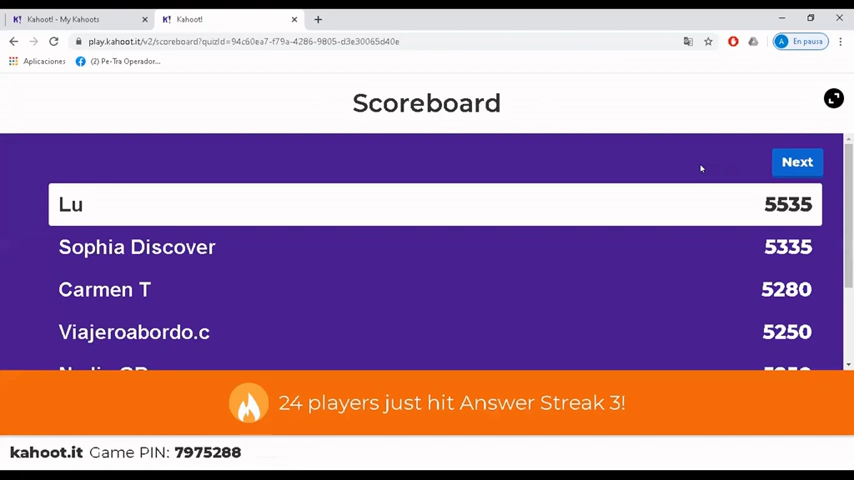 K! Kahoot! - My Kahoots
K! Kahoot!
play.kahoot.it/v2/scoreboard?quizId=94c60ea7-f79a-4286-9805-d3e30065d40e
A En pausa
Aplicaciones
(2) Pe-Tra Operador...
Scoreboard
Next
Lu 5535
Sophia Discover 5335
Carmen T 5280
Viajeroabordo.c 5250
24 players just hit Answer Streak 3!
kahoot.it Game PIN: 7975288